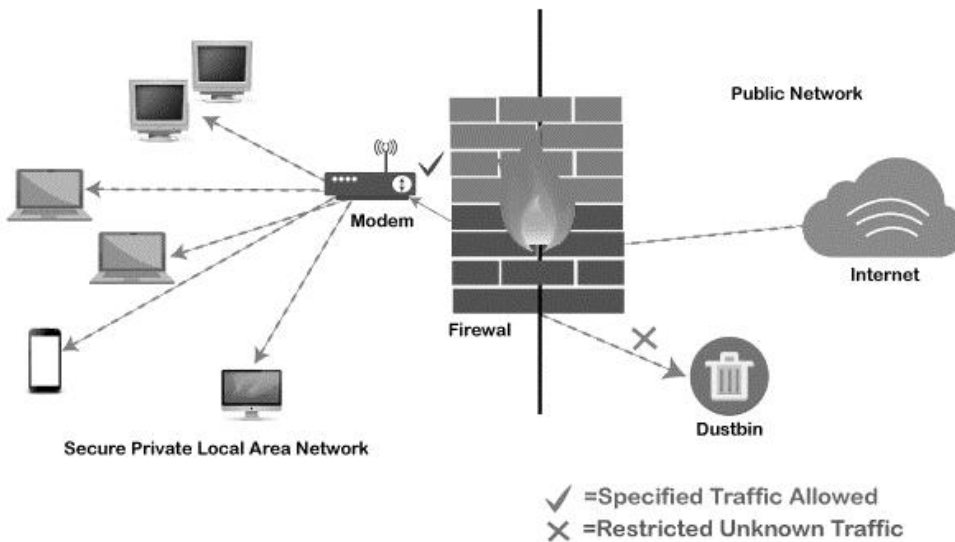 Public Network
Modem
Internet
Firewal
Dustbin
Secure Private Local Area Network
=Specified Traffic Allowed
=Restricted Unknown Traffic